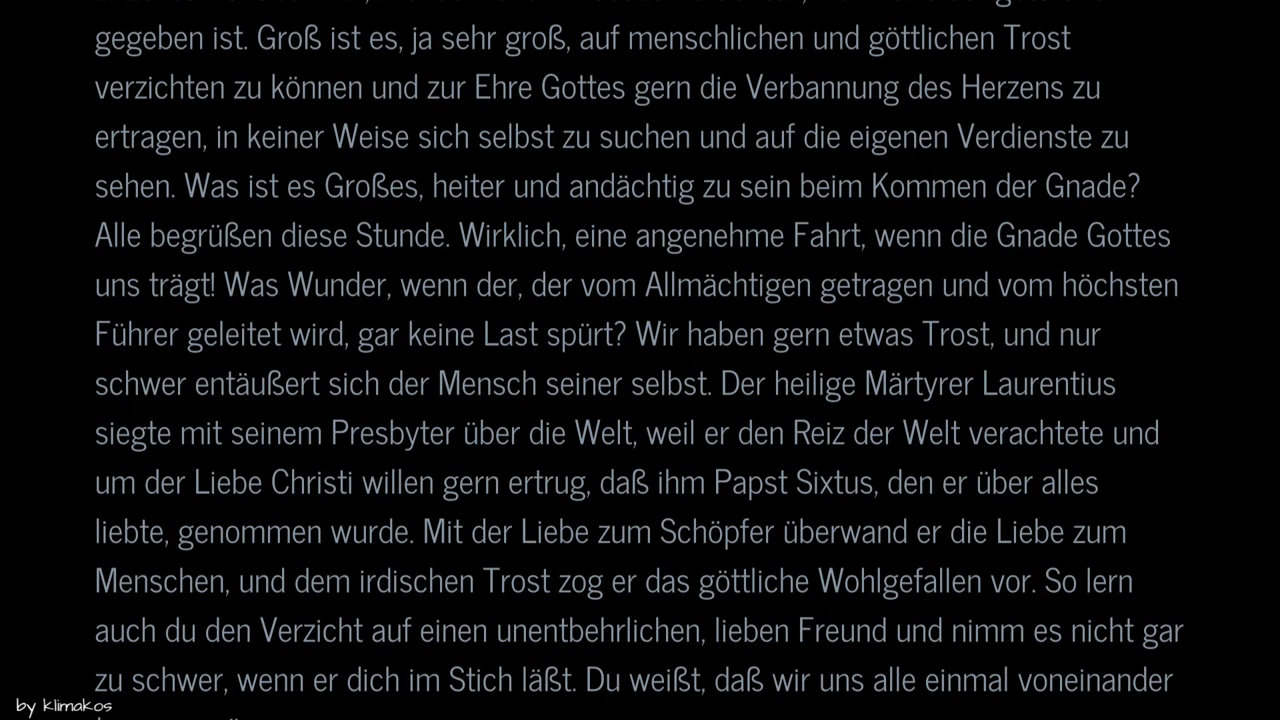 gegeben ist. Groß ist es, ja sehr groß, auf menschlichen und göttlichen Trost
verzichten zu können und zur Ehre Gottes gern die Verbannung des Herzens zu
ertragen, in keiner Weise sich selbst zu suchen und auf die eigenen Verdienste zu
sehen. Was ist es Großes, heiter und andächtig zu sein beim Kommen der Gnade?
Alle begrüßen diese Stunde. Wirklich, eine angenehme Fahrt, wenn die Gnade Gottes
uns trägt! Was Wunder, wenn der, der vom Allmächtigen getragen und vom höchsten
Führer geleitet wird, gar keine Last spürt? Wir haben gern etwas Trost, und nur
schwer entäußert sich der Mensch seiner selbst. Der heilige Märtyrer Laurentius
siegte mit seinem Presbyter über die Welt, weil er den Reiz der Welt verachtete und
um der Liebe Christi willen gern ertrug, daß ihm Papst Sixtus, den er über alles
liebte, genommen wurde. Mit der Liebe zum Schöpfer überwand er die Liebe zum
Menschen, und dem irdischen Trost zog er das göttliche Wohlgefallen vor. So lern
auch du den Verzicht auf einen unentbehrlichen, lieben Freund und nimm es nicht gar
zu schwer, wenn er dich im Stich läßt. Du weißt, daß wir uns alle einmal voneinander
by klimakos